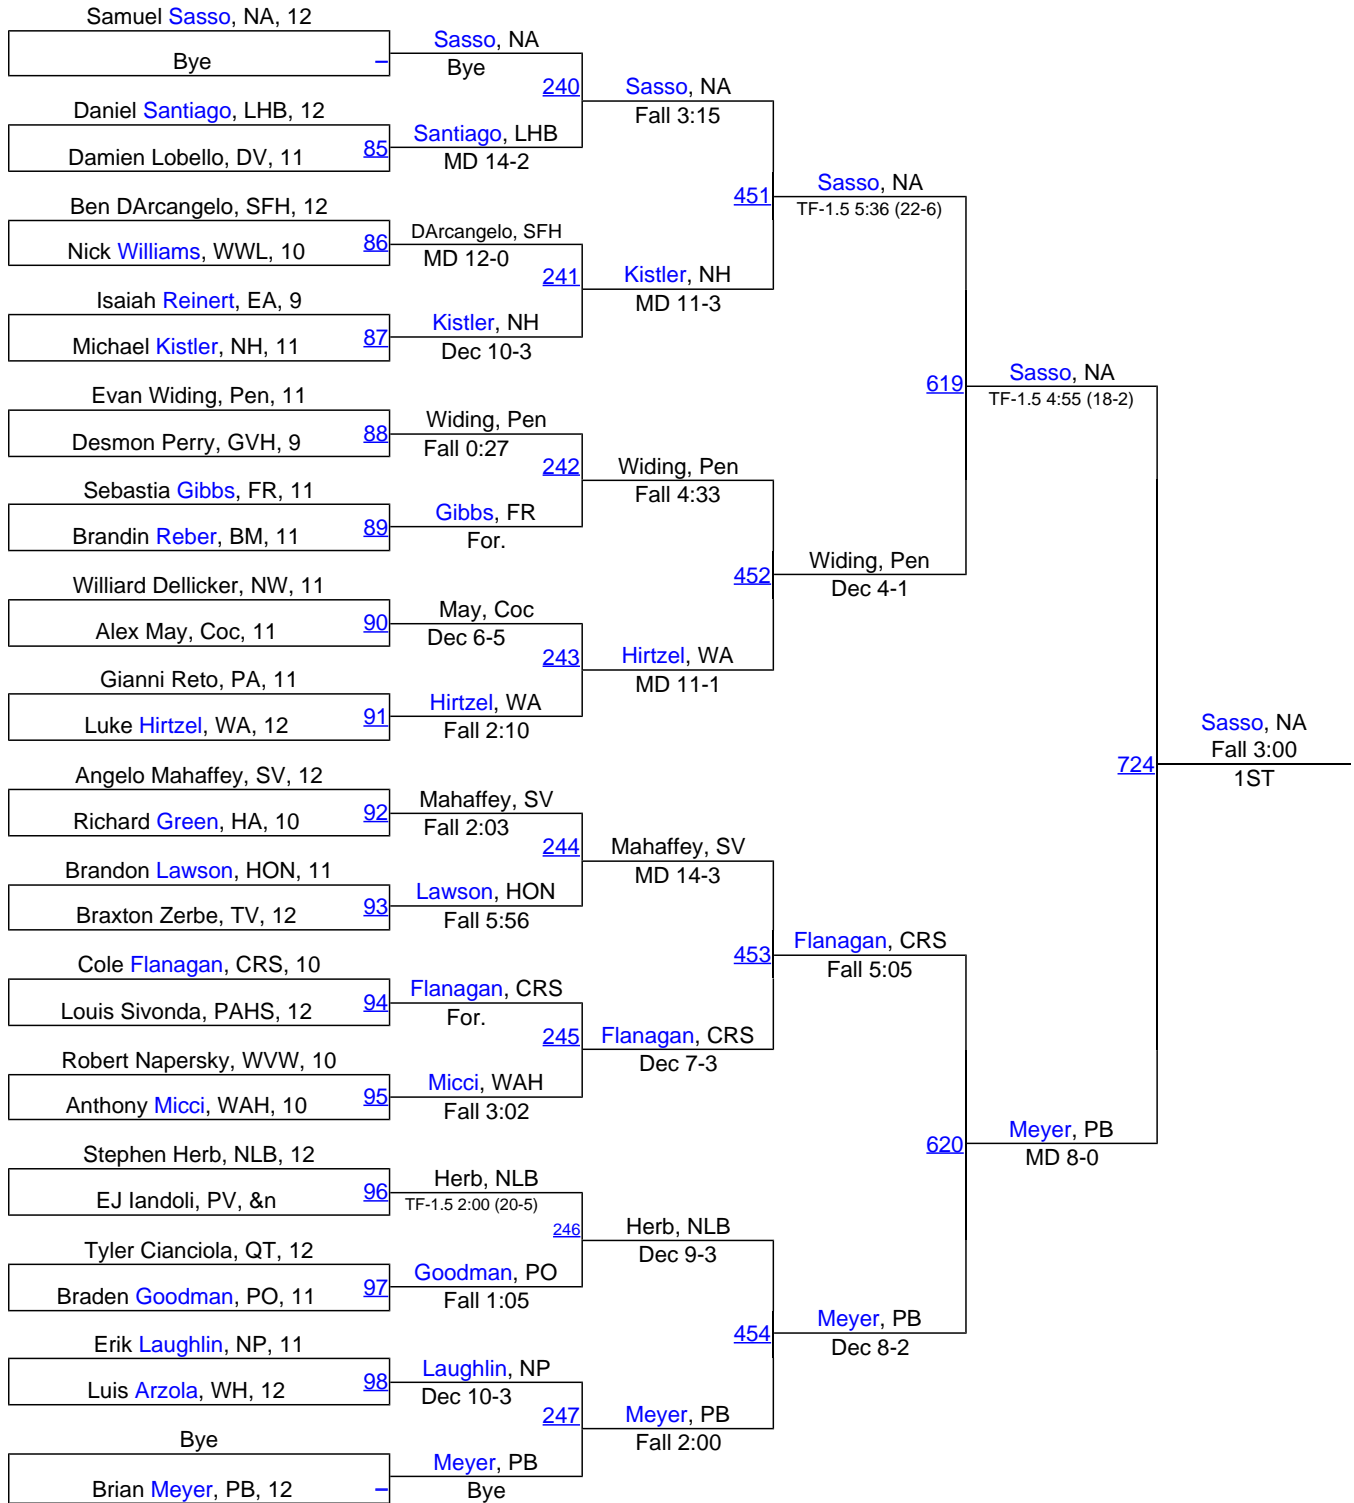 Samuel Sasso, NA, 12
Bye
–
Daniel Santiago, LHB, 12
Damien Lobello, DV, 11
85
Ben DArcangelo, SFH, 12
Nick Williams, WWL, 10
86
Isaiah Reinert, EA, 9
Michael Kistler, NH, 11
87
Evan Widing, Pen, 11
Desmon Perry, GVH, 9
88
Sebastia Gibbs, FR, 11
Brandin Reber, BM, 11
89
Williard Dellicker, NW, 11
Alex May, Coc, 11
90
Gianni Reto, PA, 11
Luke Hirtzel, WA, 12
91
Angelo Mahaffey, SV, 12
Richard Green, HA, 10
92
Brandon Lawson, HON, 11
Braxton Zerbe, TV, 12
93
Cole Flanagan, CRS, 10
Louis Sivonda, PAHS, 12
94
Robert Napersky, WVW, 10
Anthony Micci, WAH, 10
95
Stephen Herb, NLB, 12
EJ Iandoli, PV, &n
96
Tyler Cianciola, QT, 12
Braden Goodman, PO, 11
97
Erik Laughlin, NP, 11
Luis Arzola, WH, 12
98
Bye
Brian Meyer, PB, 12
–
Sasso, NA
Bye
240
Santiago, LHB
MD 14-2
DArcangelo, SFH
MD 12-0
241
Kistler, NH
Dec 10-3
Widing, Pen
Fall 0:27
242
Gibbs, FR
For.
May, Coc
Dec 6-5
243
Hirtzel, WA
Fall 2:10
Mahaffey, SV
Fall 2:03
244
Lawson, HON
Fall 5:56
Flanagan, CRS
For.
245
Micci, WAH
Fall 3:02
Herb, NLB
TF-1.5 2:00 (20-5)
246
Goodman, PO
Fall 1:05
Laughlin, NP
Dec 10-3
247
Meyer, PB
Bye
Sasso, NA
Fall 3:15
451
Kistler, NH
MD 11-3
Widing, Pen
Fall 4:33
452
Hirtzel, WA
MD 11-1
Mahaffey, SV
MD 14-3
453
Flanagan, CRS
Dec 7-3
Herb, NLB
Dec 9-3
454
Meyer, PB
Fall 2:00
Sasso, NA
TF-1.5 5:36 (22-6)
619
Widing, Pen
Dec 4-1
Flanagan, CRS
Fall 5:05
620
Meyer, PB
Dec 8-2
Sasso, NA
TF-1.5 4:55 (18-2)
724
Meyer, PB
MD 8-0
Sasso, NA
Fall 3:00
1ST